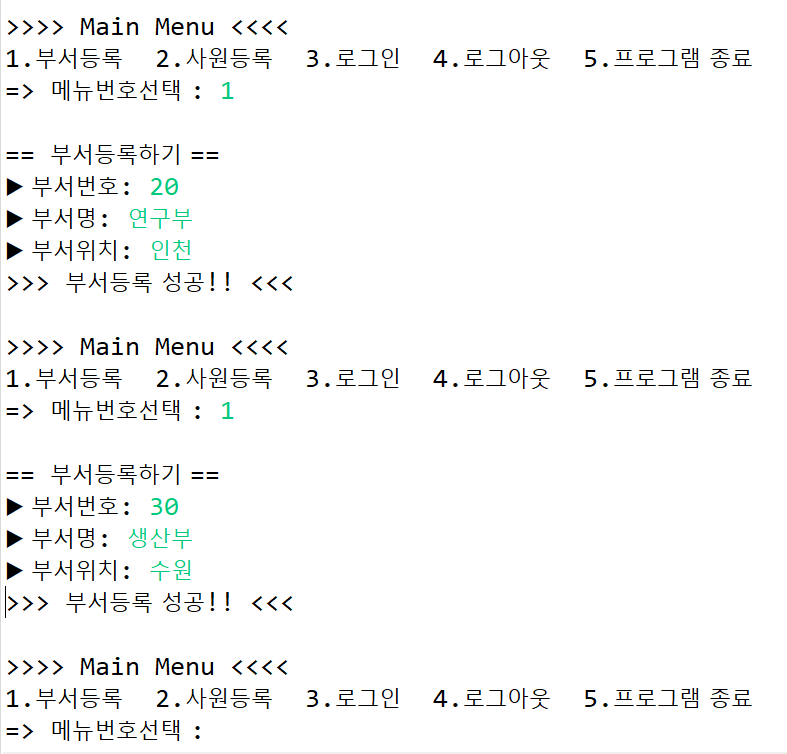 >>>> Main Menu <<<<
1.부서등록  2.사원등록  3.로그인  4.로그아웃  5.프로그램 종료
=> 메뉴번호선택 : 1
== 부서등록하기 ==
▶ 부서번호: 20
▶ 부서명: 연구부
▶ 부서위치: 인천
>>> 부서등록 성공!! <<<
>>>> Main Menu <<<<
1.부서등록  2.사원등록  3.로그인  4.로그아웃  5.프로그램 종료
=> 메뉴번호선택 : 1
== 부서등록하기 ==
▶ 부서번호: 30
▶ 부서명: 생산부
▶ 부서위치: 수원
>>> 부서등록 성공!! <<<
>>>> Main Menu <<<<
1.부서등록  2.사원등록  3.로그인  4.로그아웃  5.프로그램 종료
=> 메뉴번호선택 :